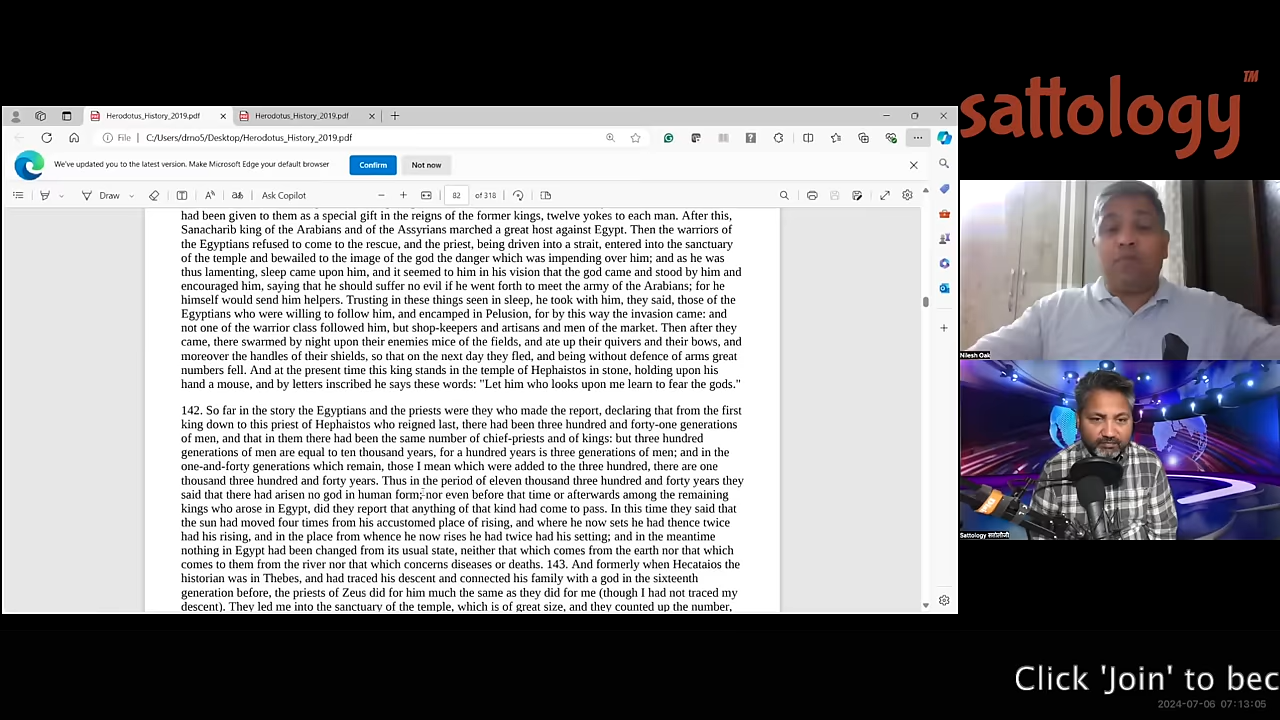 sattology™
Herodotus_History_2019.pdf
Herodotus_History_2019.pdf
File
C:/Users/drno5/Desktop/Herodotus_History_2019.pdf
We've updated you to the latest version. Make Microsoft Edge your default browser
Confirm
Not now
Draw
Ask Copilot
82
of 318
had been given to them as a special gift in the reigns of the former kings, twelve yokes to each man. After this,
Sanacharib king of the Arabians and of the Assyrians marched a great host against Egypt. Then the warriors of
the Egyptians refused to come to the rescue, and the priest, being driven into a strait, entered into the sanctuary
of the temple and bewailed to the image of the god the danger which was impending over him; and as he was
thus lamenting, sleep came upon him, and it seemed to him in his vision that the god came and stood by him and
encouraged him, saying that he should suffer no evil if he went forth to meet the army of the Arabians; for he
himself would send him helpers. Trusting in these things seen in sleep, he took with him, they said, those of the
Egyptians who were willing to follow him, and encamped in Pelusion, for by this way the invasion came: and
not one of the warrior class followed him, but shop-keepers and artisans and men of the market. Then after they
came, there swarmed by night upon their enemies mice of the fields, and ate up their quivers and their bows, and
moreover the handles of their shields, so that on the next day they fled, and being without defence of arms great
numbers fell. And at the present time this king stands in the temple of Hephaistos in stone, holding upon his
hand a mouse, and by letters inscribed he says these words: "Let him who looks upon me learn to fear the gods."
142. So far in the story the Egyptians and the priests were they who made the report, declaring that from the first
king down to this priest of Hephaistos who reigned last, there had been three hundred and forty-one generations
of men, and that in them there had been the same number of chief-priests and of kings: but three hundred
generations of men are equal to ten thousand years, for a hundred years is three generations of men; and in the
one-and-forty generations which remain, those I mean which were added to the three hundred, there are one
thousand three hundred and forty years. Thus in the period of eleven thousand three hundred and forty years they
said that there had arisen no god in human form; nor even before that time or afterwards among the remaining
kings who arose in Egypt, did they report that anything of that kind had come to pass. In this time they said that
the sun had moved four times from his accustomed place of rising, and where he now sets he had thence twice
had his rising, and in the place from whence he now rises he had twice had his setting; and in the meantime
nothing in Egypt had been changed from its usual state, neither that which comes from the earth nor that which
comes to them from the river nor that which concerns diseases or deaths. 143. And formerly when Hecataios the
historian was in Thebes, and had traced his descent and connected his family with a god in the sixteenth
generation before, the priests of Zeus did for him much the same as they did for me (though I had not traced my
descent). They led me into the sanctuary of the temple, which is of great size, and they counted up the number,
Nilesh Oak
Sattology सत्तोलॉजी
Click 'Join' to bec
2024-07-06 07:13:05